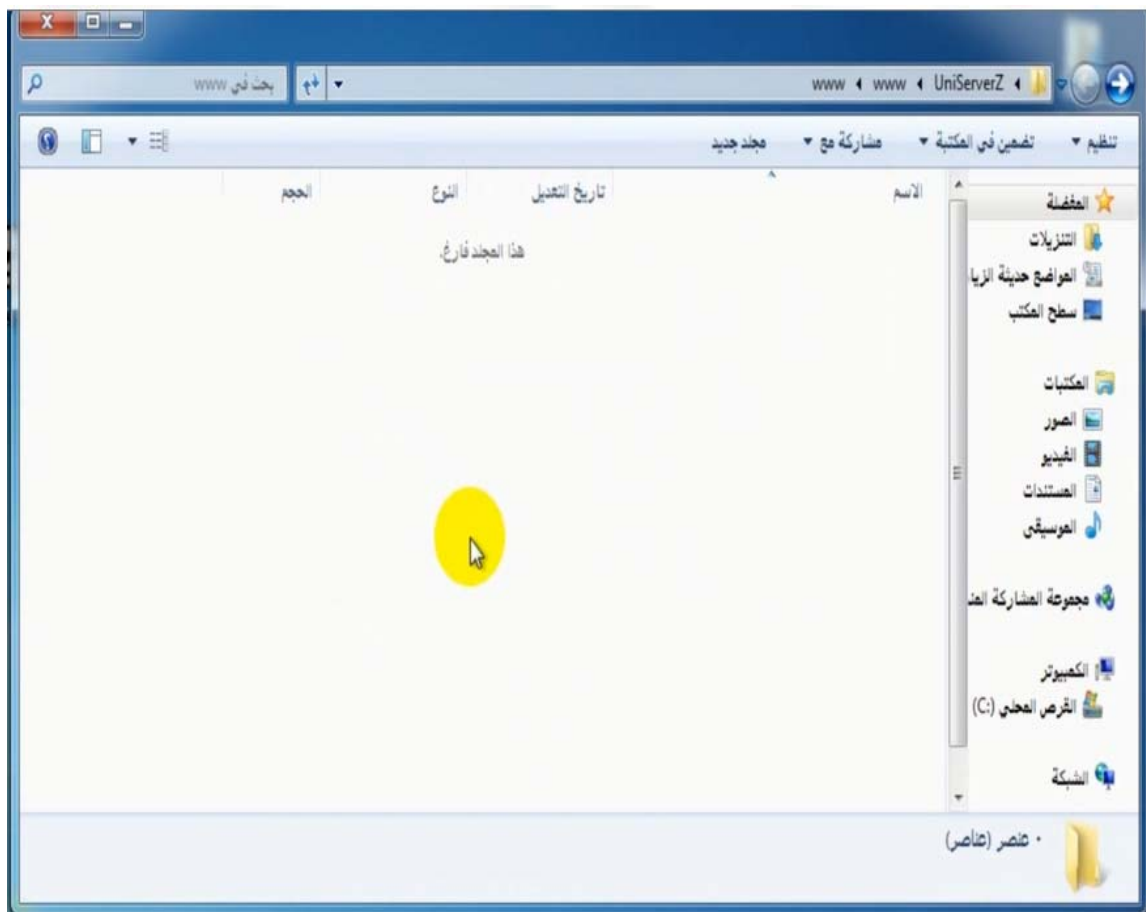 UniServerZ ◂ www ◂ www
بحث في www
تنظيم ▾ تضمين في المكتبة ▾ مشاركة مع ▾ مجلد جديد
الاسم تاريخ التعديل النوع الحجم
هذا المجلد فارغ.
المفضلة
التنزيلات
المواضع حديثة الزيا
سطح المكتب
المكتبات
الصور
الفيديو
المستندات
الموسيقى
مجموعة المشاركة المنـ
الكمبيوتر
القرص المحلي (C:)
الشبكة
٠ عنصر (عناصر)